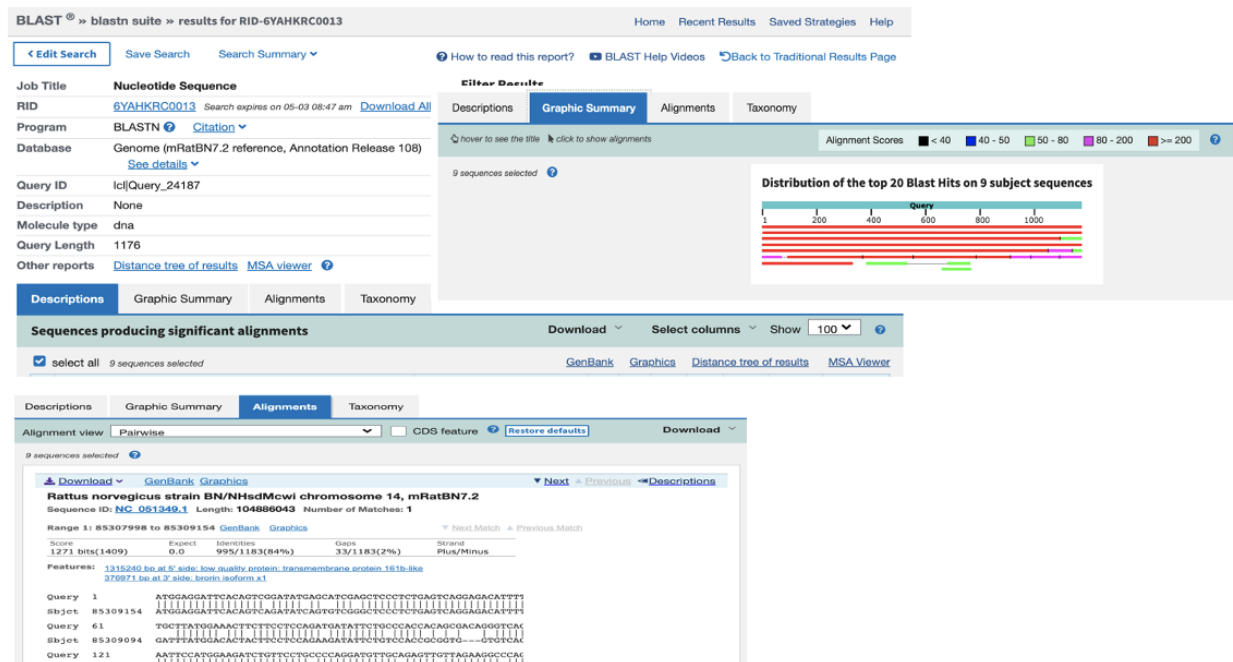 BLAST ® » blastn suite » results for RID-6YAHKRC0013
Home Recent Results Saved Strategies Help
< Edit Search Save Search Search Summary
How to read this report? BLAST Help Videos Back to Traditional Results Page
Job Title Nucleotide Sequence
RID 6YAHKRC0013 Search expires on 05-03 08:47 am Download All
Program BLASTN Citation
Database Genome (mRatBN7.2 reference, Annotation Release 108)
See details
Query ID lcl|Query_24187
Description None
Molecule type dna
Query Length 1176
Other reports Distance tree of results MSA viewer
Filter Results
Descriptions Graphic Summary Alignments Taxonomy
hover to see the title click to show alignments
Alignment Scores < 40 40 - 50 50 - 80 80 - 200 >= 200
9 sequences selected
Distribution of the top 20 Blast Hits on 9 subject sequences
Query
1 200 400 600 800 1000
Descriptions Graphic Summary Alignments Taxonomy
Sequences producing significant alignments
Download Select columns Show 100
select all 9 sequences selected
GenBank Graphics Distance tree of results MSA Viewer
Descriptions Graphic Summary Alignments Taxonomy
Alignment view Pairwise CDS feature Restore defaults Download
9 sequences selected
Download GenBank Graphics Next Previous Descriptions
Rattus norvegicus strain BN/NHsdMcwi chromosome 14, mRatBN7.2
Sequence ID: NC_051349.1 Length: 104886043 Number of Matches: 1
Range 1: 85307998 to 85309154 GenBank Graphics Next Match Previous Match
Score Expect Identities Gaps Strand
1271 bits(1409) 0.0 995/1183(84%) 33/1183(2%) Plus/Minus
Features: 1315240 bp at 5' side: low quality protein: transmembrane protein 161b-like
376971 bp at 3' side: brorin isoform x1
Query 1 ATGGAGGATTCACAGTCGGATATGAGCATCGAGCTCCCTCTGAGTCAGGAGACATTTT
Sbjct 85309154 ATGGAGGATTCACAGTCAGATATCAGTGTCGGGCTCCCTCTGAGTCAGGAGACATTTT
Query 61 TGCTTATGGAAACTTCTTCCTCCAGATGATATTCTGCCCACCACAGCGACAGGGTCAC
Sbjct 85309094 GATTTATGGACACTACTTCCTCCAGAAGATATTCTGTCCACCGCGGTG---GTGTCAC
Query 121 AATTCCATGGAAGATCTGTTCCTGCCCCAGGATGTTGCAGAGTTGTTAGAAGGCCCAC